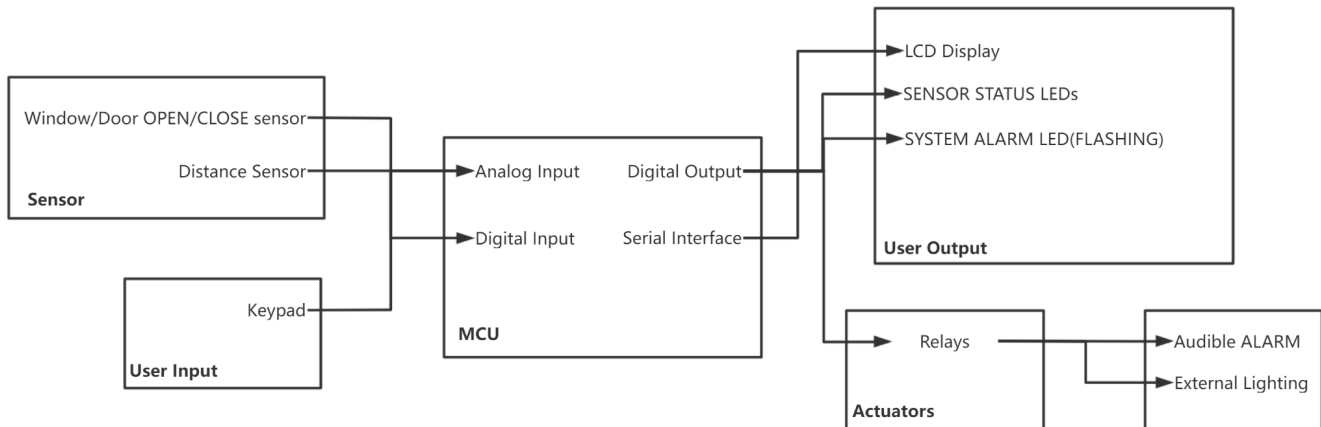 Window/Door OPEN/CLOSE sensor
Distance Sensor
Sensor
Keypad
User Input
Analog Input
Digital Output
Digital Input
Serial Interface
MCU
LCD Display
SENSOR STATUS LEDs
SYSTEM ALARM LED(FLASHING)
User Output
Relays
Actuators
Audible ALARM
External Lighting